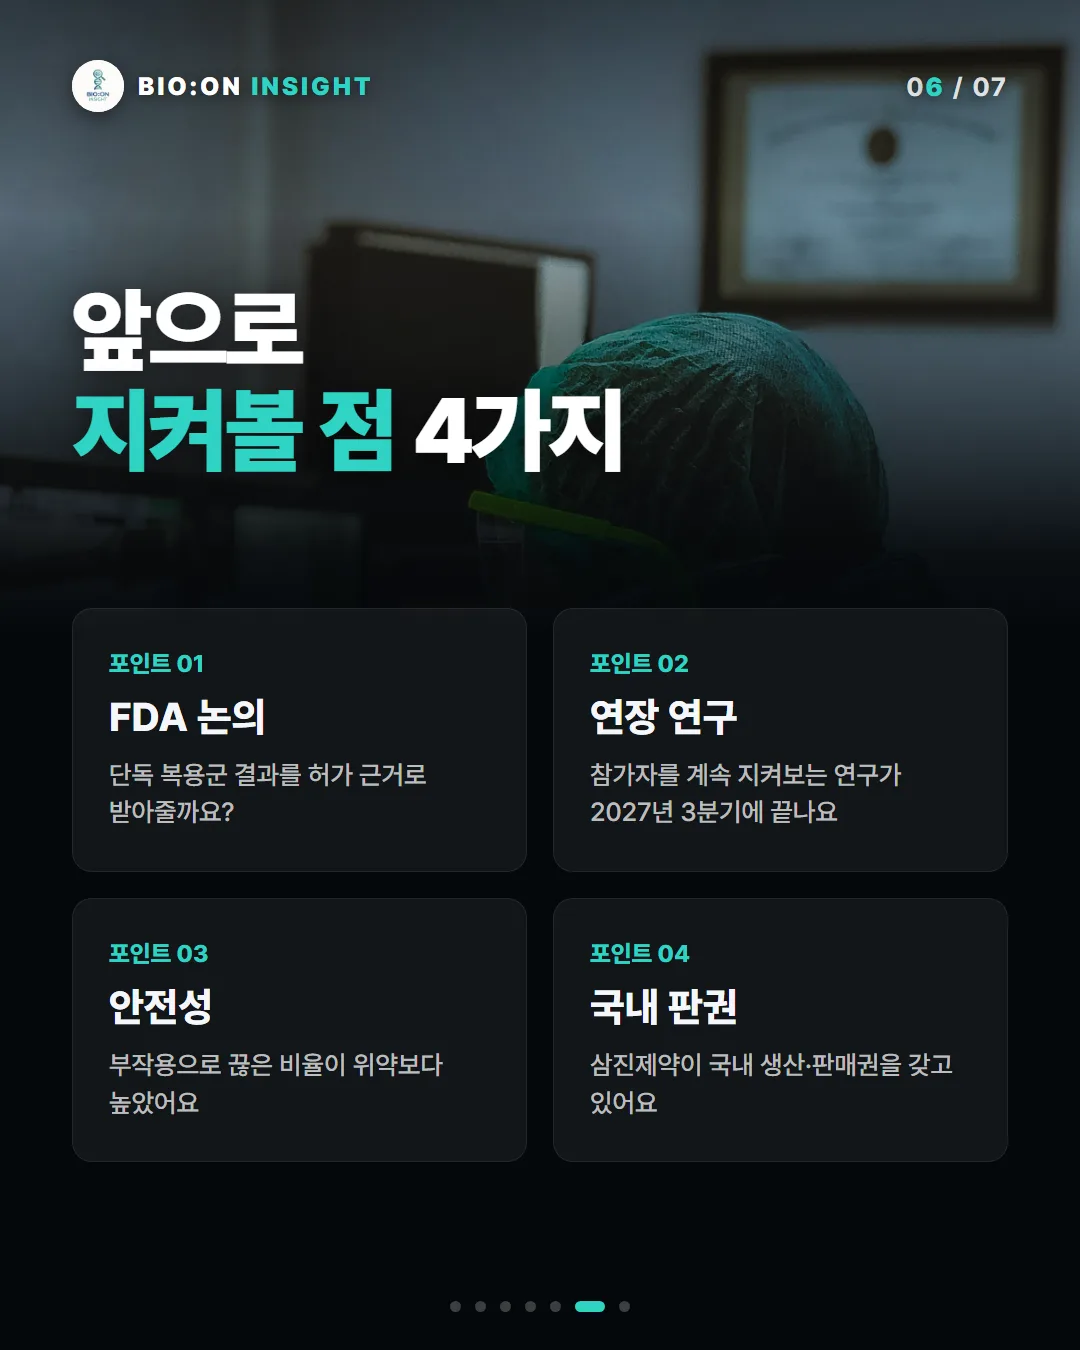 BIO:ON INSIGHT
06 / 07
앞으로
지켜볼 점 4가지
포인트 01
FDA 논의
단독 복용군 결과를 허가 근거로
받아줄까요?
포인트 02
연장 연구
참가자를 계속 지켜보는 연구가
2027년 3분기에 끝나요
포인트 03
안전성
부작용으로 끊은 비율이 위약보다
높았어요
포인트 04
국내 판권
삼진제약이 국내 생산·판매권을 갖고
있어요